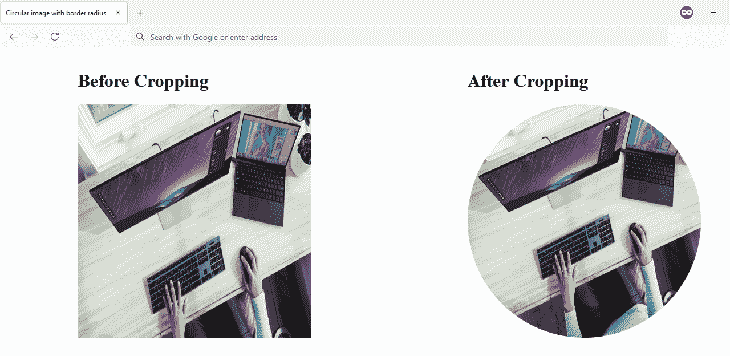 Circular image with border radius
Search with Google or enter address
Before Cropping
After Cropping